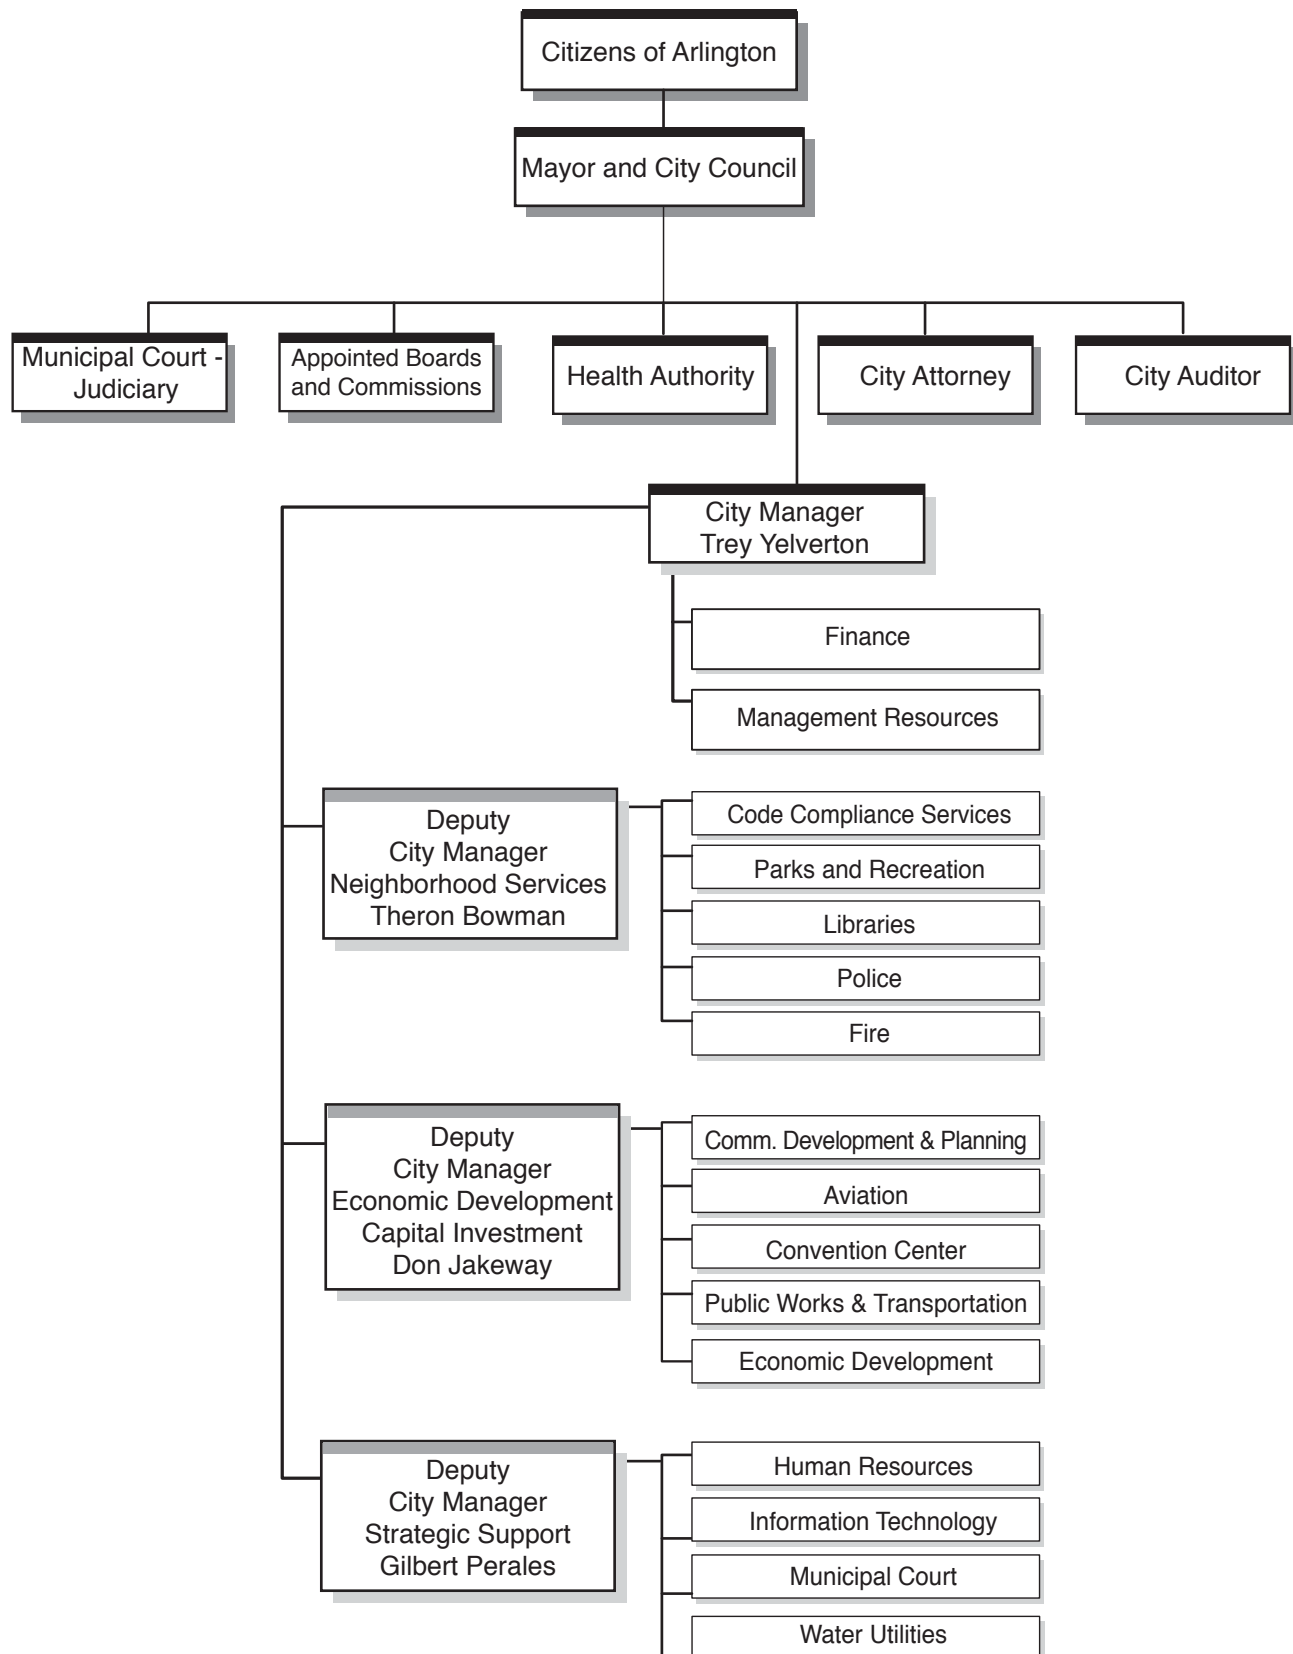 Citizens of Arlington
Mayor and City Council
Municipal Court -
Judiciary
Appointed Boards
and Commissions
Health Authority
City Attorney
City Auditor
City Manager
Trey Yelverton
Finance
Management Resources
Deputy
City Manager
Neighborhood Services
Theron Bowman
Code Compliance Services
Parks and Recreation
Libraries
Police
Fire
Deputy
City Manager
Economic Development
Capital Investment
Don Jakeway
Comm. Development & Planning
Aviation
Convention Center
Public Works & Transportation
Economic Development
Deputy
City Manager
Strategic Support
Gilbert Perales
Human Resources
Information Technology
Municipal Court
Water Utilities